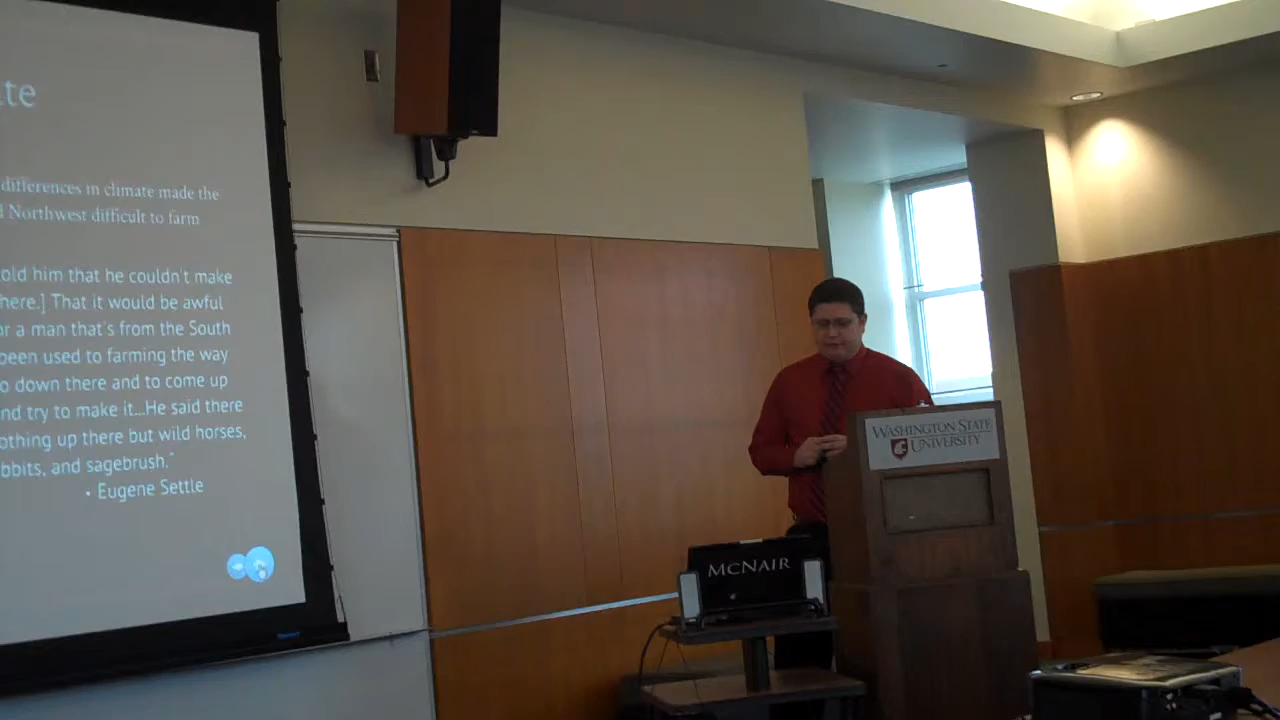 te
differences in climate made the
Northwest difficult to farm
old him that he couldn't make
here.] That it would be awful
r a man that's from the South
been used to farming the way
o down there and to come up
nd try to make it...He said there
othing up there but wild horses,
bbits, and sagebrush."
• Eugene Settle
WASHINGTON STATE
UNIVERSITY
MCNAIR